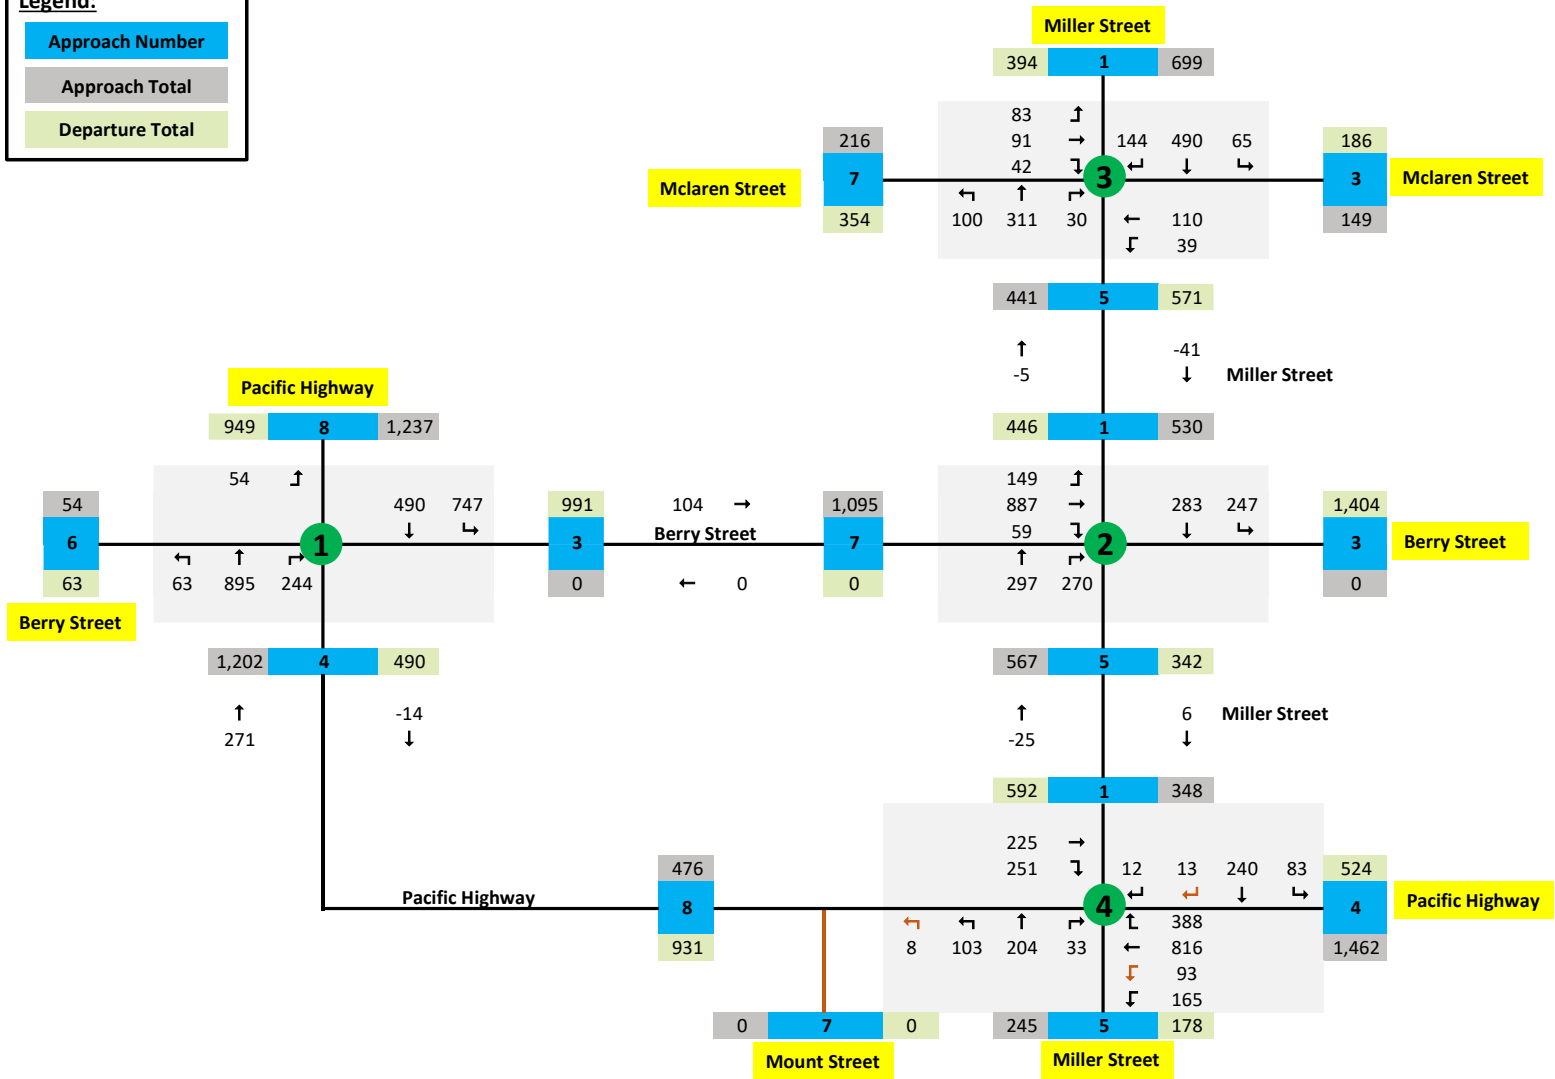 Legend:
Approach Number
Approach Total
Departure Total
Miller Street
394 1 699
83
91 144 490 65
42
216
7
354
Mclaren Street
3
186
3
149
Mclaren Street
100 311 30 110
39
441 5 571
-5
-41
Miller Street
Pacific Highway
949 8 1,237
446 1 530
54
490 747
54
6
63
Berry Street
1
63 895 244
991
3
0
104
Berry Street
0
1,095
7
0
149
887 283 247
59
2
297 270
1,404
3
0
Berry Street
1,202 4 490
271
-14
567 5 342
-25
6
Miller Street
592 1 348
225
251 12 13 240 83
Pacific Highway
476
8
931
4
524
4
1,462
Pacific Highway
388
8 103 204 33 816
93
165
0 7 0
Mount Street
245 5 178
Miller Street